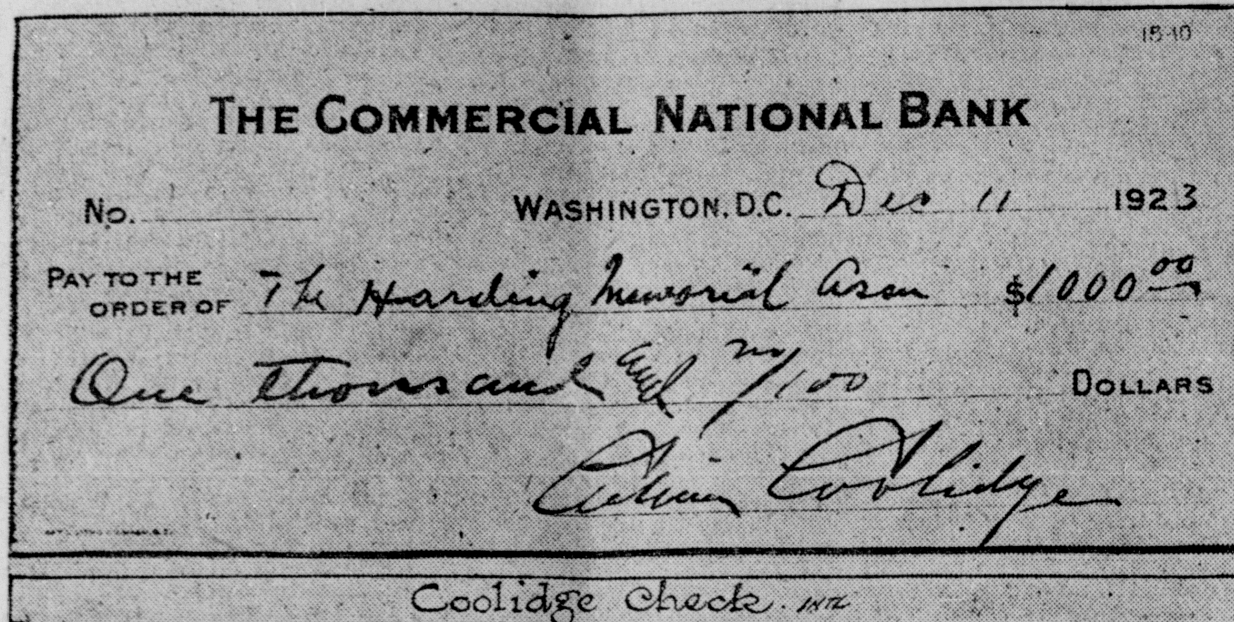 15-10
THE COMMERCIAL NATIONAL BANK
No. WASHINGTON, D.C. Dec 11 1923
PAY TO THE ORDER OF The Harding Memorial Assn $1000 00
One thousand and no/100 DOLLARS
Calvin Coolidge
Coolidge Check.